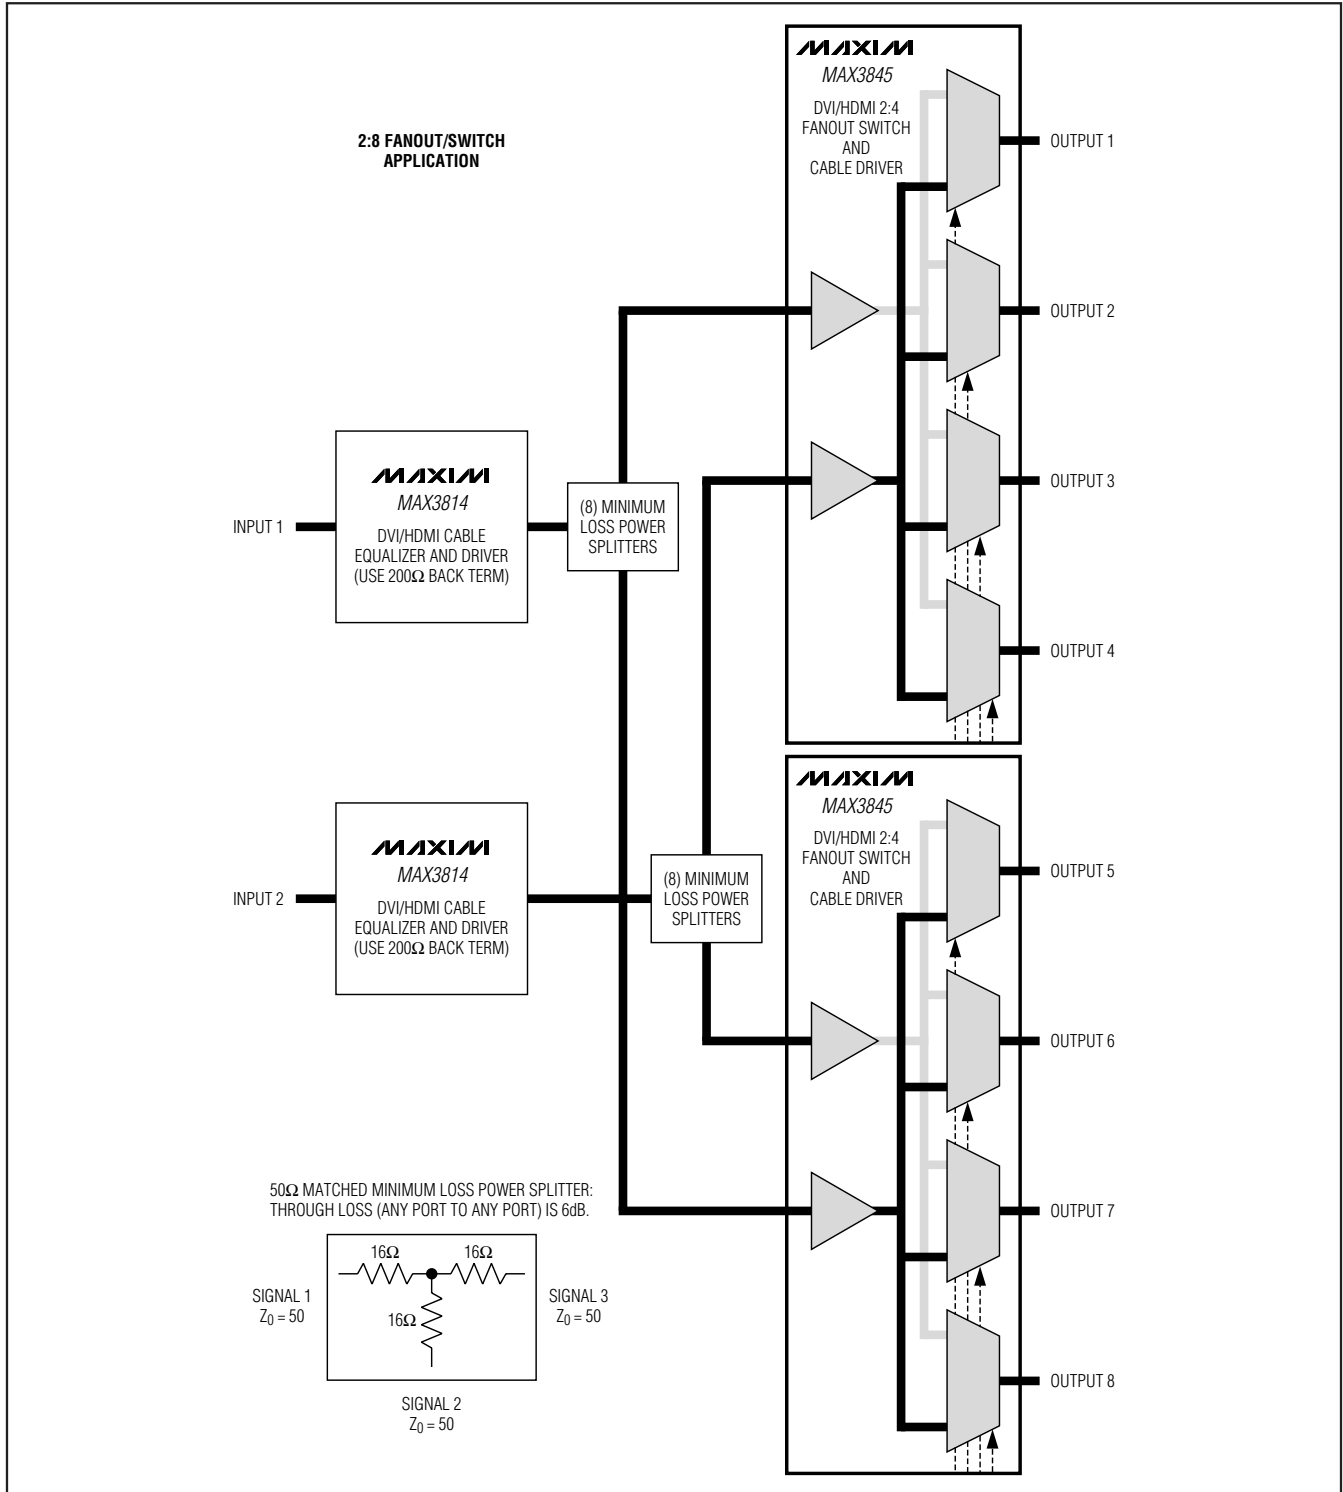 2:8 FANOUT/SWITCH
APPLICATION
MAXIM
MAX3845
DVI/HDMI 2:4
FANOUT SWITCH
AND
CABLE DRIVER
OUTPUT 1
OUTPUT 2
OUTPUT 3
OUTPUT 4
INPUT 1
MAXIM
MAX3814
DVI/HDMI CABLE
EQUALIZER AND DRIVER
(USE 200Ω BACK TERM)
(8) MINIMUM
LOSS POWER
SPLITTERS
INPUT 2
MAXIM
MAX3814
DVI/HDMI CABLE
EQUALIZER AND DRIVER
(USE 200Ω BACK TERM)
(8) MINIMUM
LOSS POWER
SPLITTERS
MAXIM
MAX3845
DVI/HDMI 2:4
FANOUT SWITCH
AND
CABLE DRIVER
OUTPUT 5
OUTPUT 6
OUTPUT 7
OUTPUT 8
50Ω MATCHED MINIMUM LOSS POWER SPLITTER:
THROUGH LOSS (ANY PORT TO ANY PORT) IS 6dB.
16Ω
16Ω
16Ω
SIGNAL 1
Z0 = 50
SIGNAL 3
Z0 = 50
SIGNAL 2
Z0 = 50